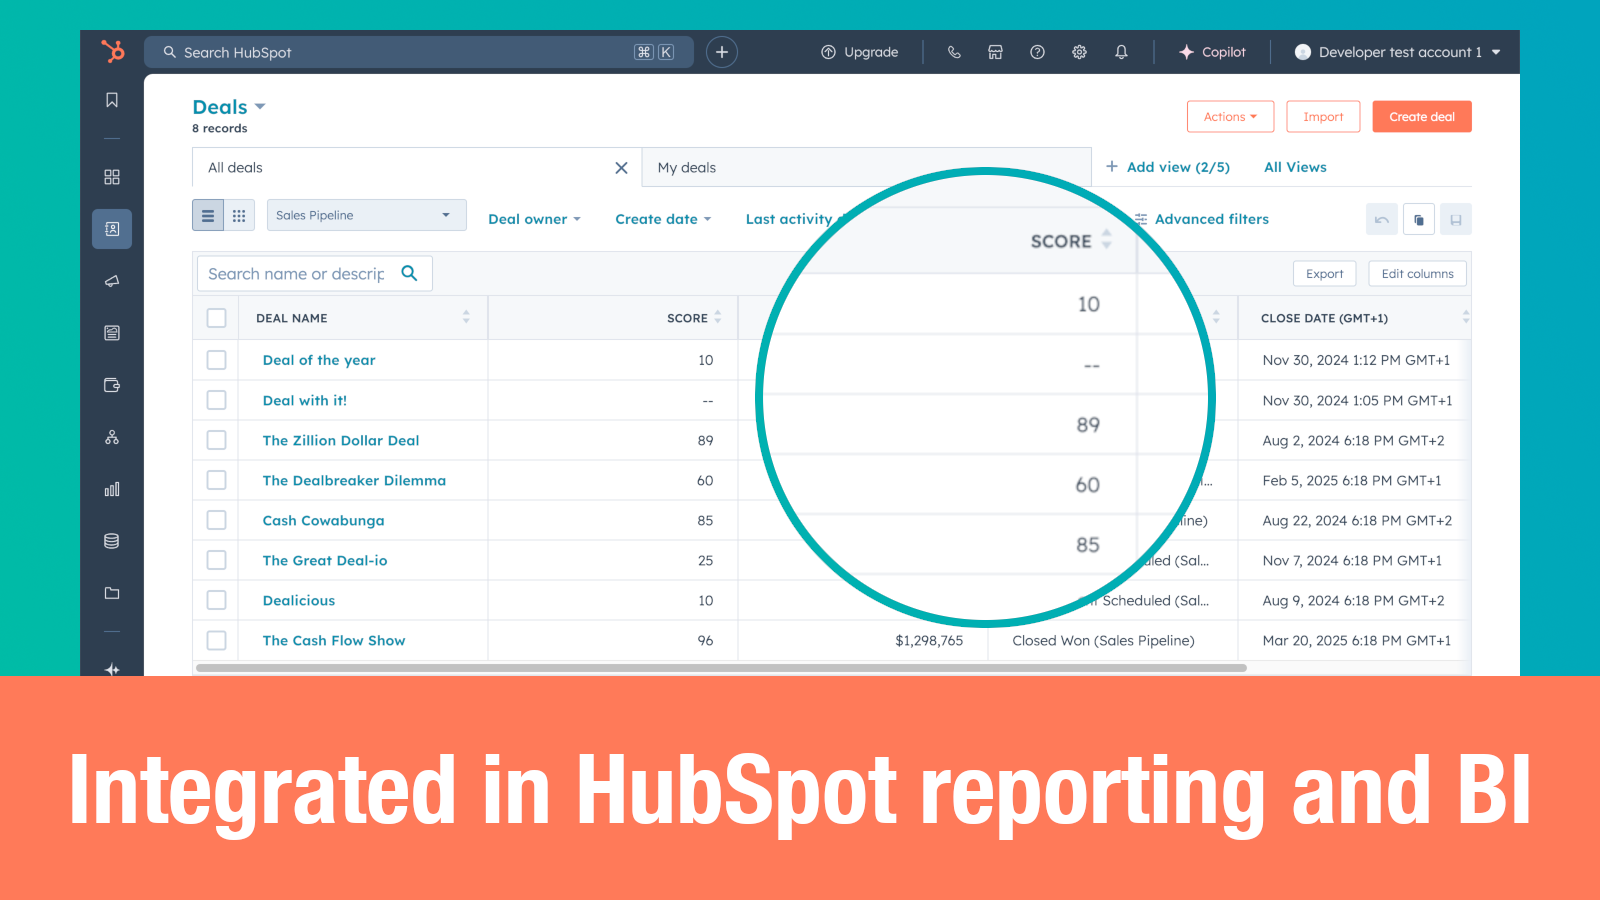 Search HubSpot ⌘ K Upgrade Copilot Developer test account 1
Deals
8 records
Actions Import Create deal
All deals My deals + Add view (2/5) All Views
Sales Pipeline Deal owner Create date Last activity Advanced filters
Search name or descrip Export Edit columns
DEAL NAME SCORE CLOSE DATE (GMT+1)
Deal of the year 10 Nov 30, 2024 1:12 PM GMT+1
Deal with it! -- Nov 30, 2024 1:05 PM GMT+1
The Zillion Dollar Deal 89 Aug 2, 2024 6:18 PM GMT+2
The Dealbreaker Dilemma 60 Feb 5, 2025 6:18 PM GMT+1
Cash Cowabunga 85 Aug 22, 2024 6:18 PM GMT+2
The Great Deal-io 25 (Sal... Nov 7, 2024 6:18 PM GMT+1
Dealicious 10 Scheduled (Sal... Aug 9, 2024 6:18 PM GMT+2
The Cash Flow Show 96 $1,298,765 Closed Won (Sales Pipeline) Mar 20, 2025 6:18 PM GMT+1
SCORE
10
--
89
60
85
Integrated in HubSpot reporting and BI